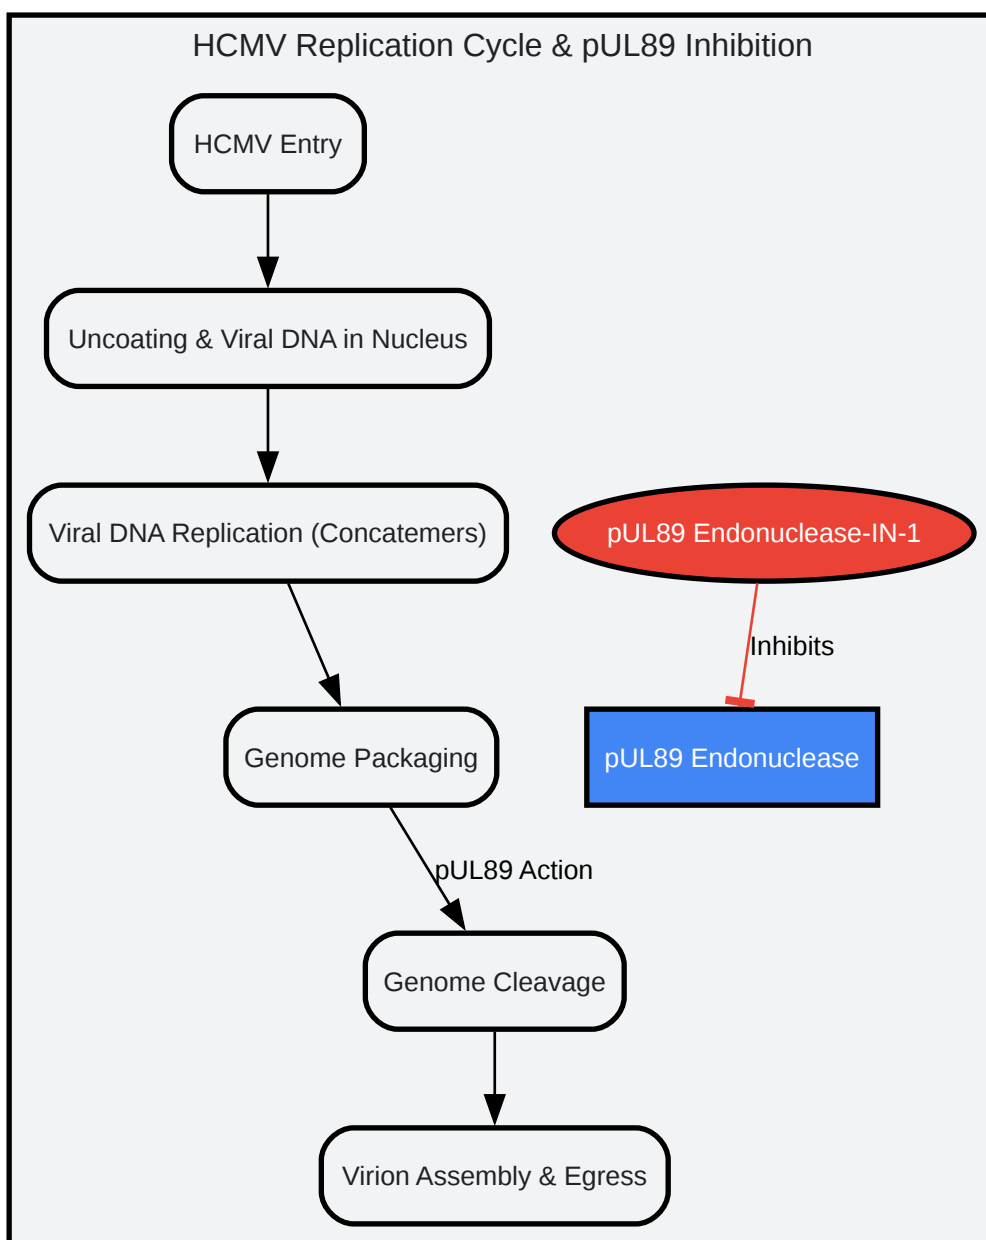 HCMV Replication Cycle & pUL89 Inhibition
HCMV Entry
Uncoating & Viral DNA in Nucleus
Viral DNA Replication (Concatemers)
pUL89 Endonuclease-IN-1
Inhibits
Genome Packaging
pUL89 Endonuclease
pUL89 Action
Genome Cleavage
Virion Assembly & Egress